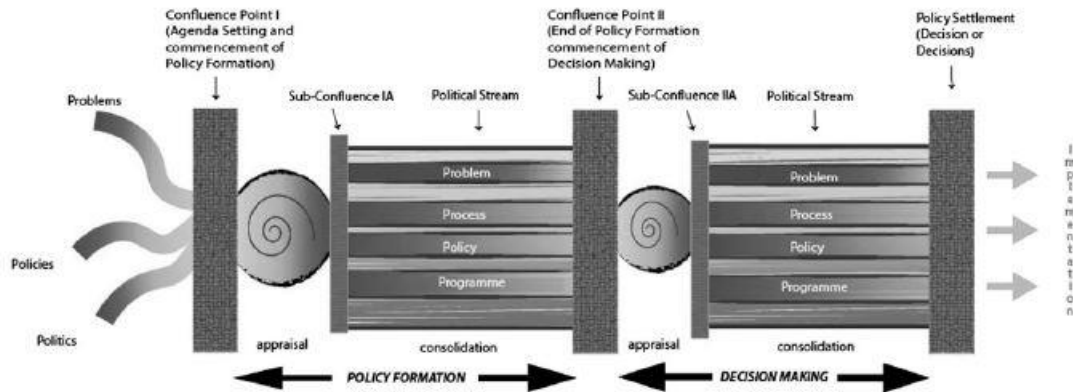 Confluence Point I
(Agenda Setting and
commencement of
Policy Formation)
Confluence Point II
(End of Policy Formation
commencement of
Decision Making)
Policy Settlement
(Decision or
Decisions)
Problems
Sub-Confluence IA
Political Stream
Sub-Confluence IIA
Political Stream
Problem
Process
Policy
Programme
Problem
Process
Policy
Programme
Policies
Politics
appraisal
consolidation
appraisal
consolidation
POLICY FORMATION
DECISION MAKING